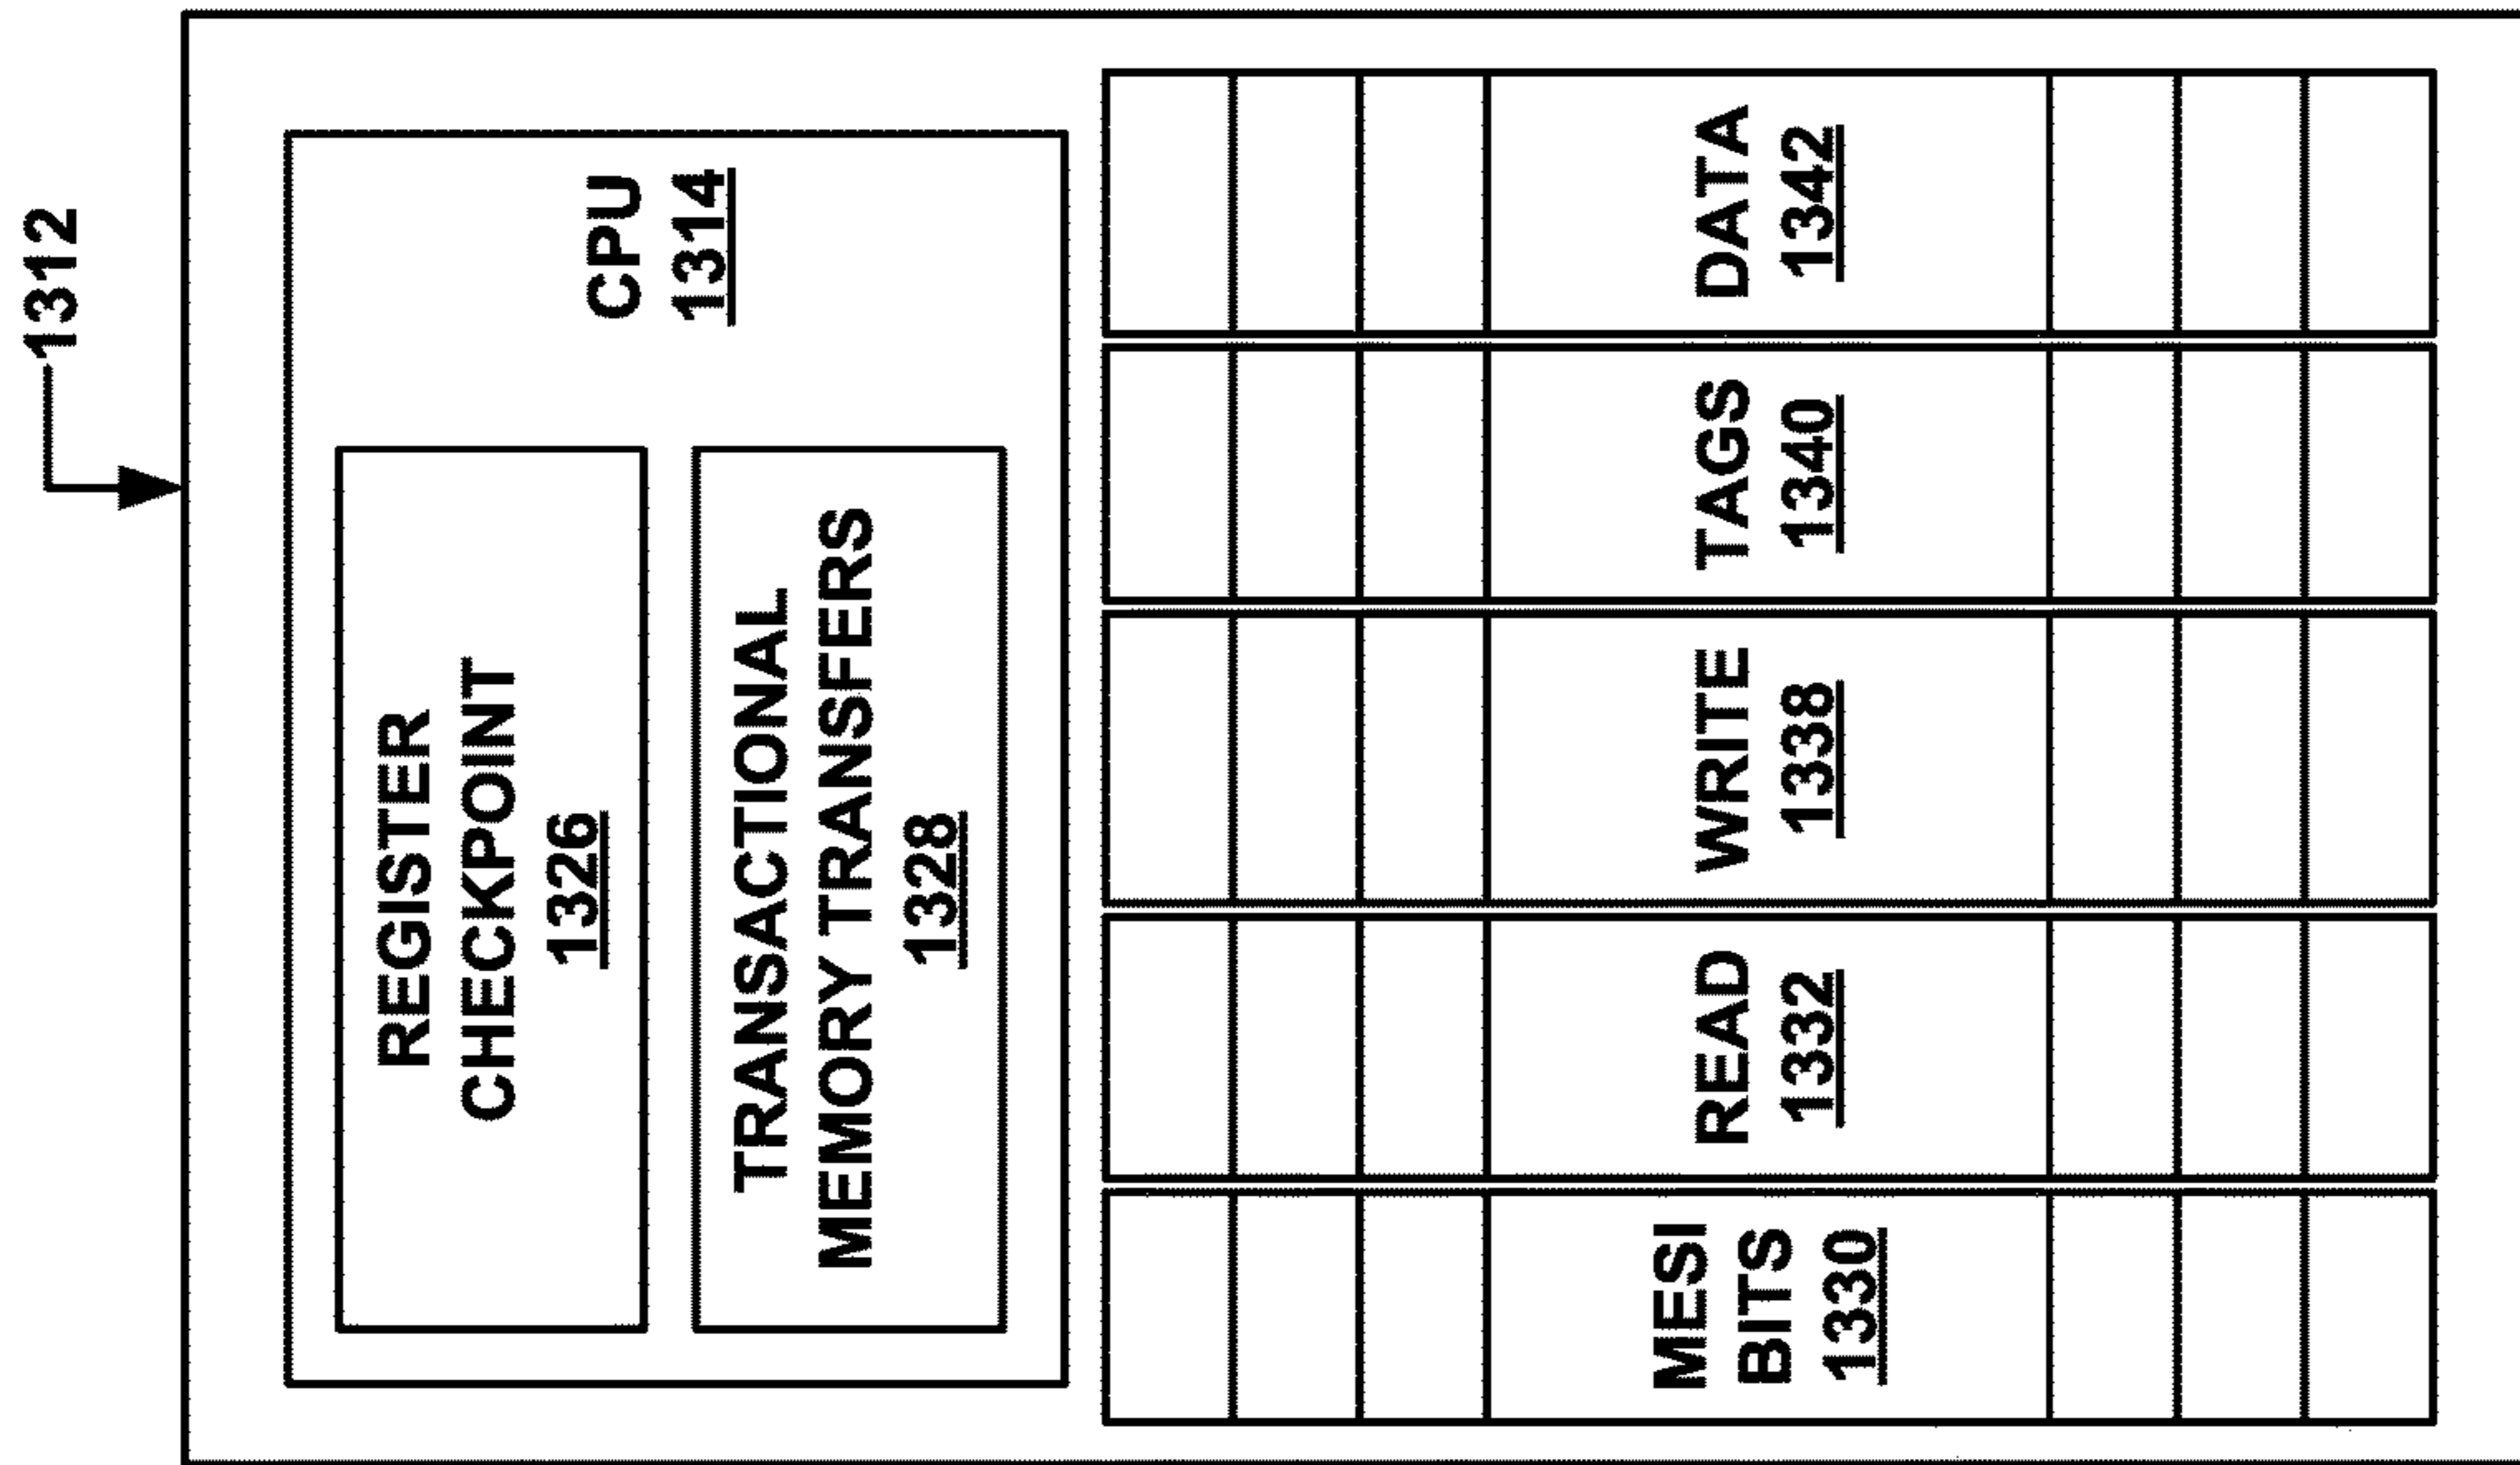 1312
CPU
1314
REGISTER
CHECKPOINT
1326
TRANSACTIONAL
MEMORY TRANSFERS
1328
MESI
BITS
1330
READ
1332
WRITE
1338
TAGS
1340
DATA
1342